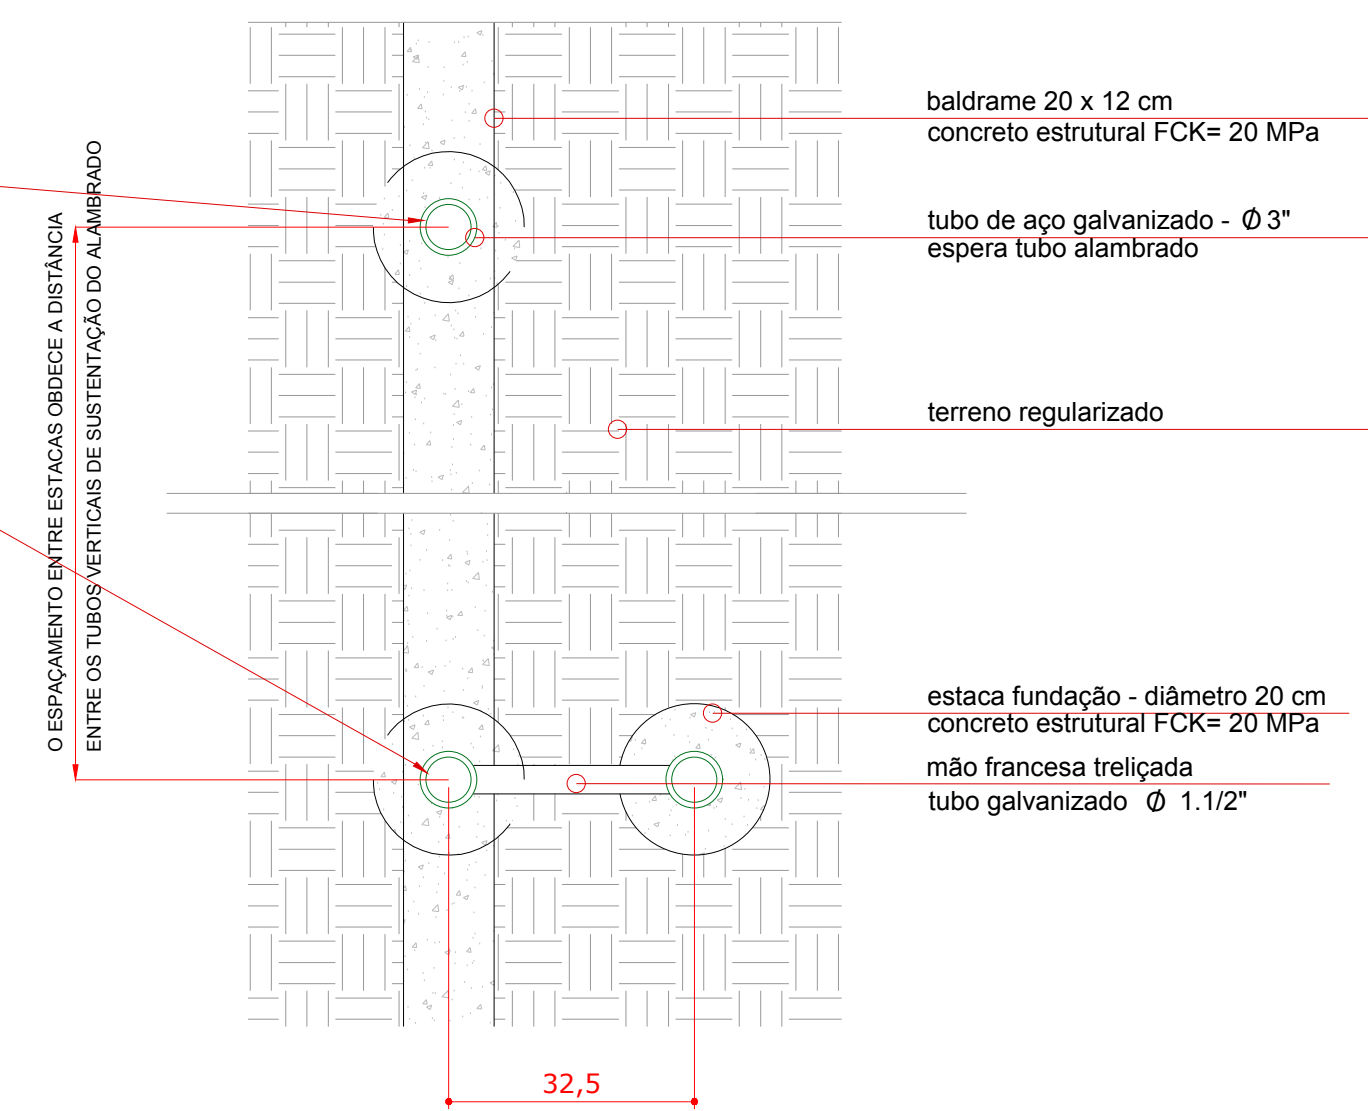 baldrame 20 x 12 cm
concreto estrutural FCK= 20 MPa
tubo de aço galvanizado - Ø 3"
espera tubo alambrado
terreno regularizado
estaca fundação - diâmetro 20 cm
concreto estrutural FCK= 20 MPa
mão francesa treliçada
tubo galvanizado Ø 1.1/2"
O ESPAÇAMENTO ENTRE ESTACAS OBDECE A DISTÂNCIA
ENTRE OS TUBOS VERTICAIS DE SUSTENTAÇÃO DO ALAMBRADO
32,5